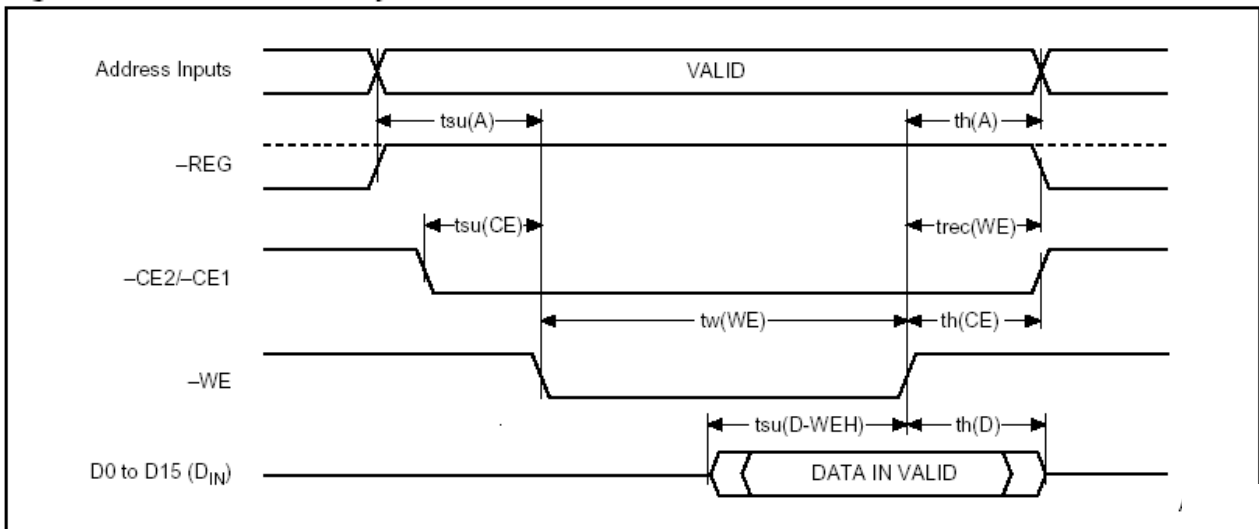 Address Inputs
VALID
tsu(A)
th(A)
–REG
tsu(CE)
trec(WE)
–CE2/–CE1
tw(WE)
th(CE)
–WE
tsu(D-WEH)
th(D)
D0 to D15 (DIN)
DATA IN VALID